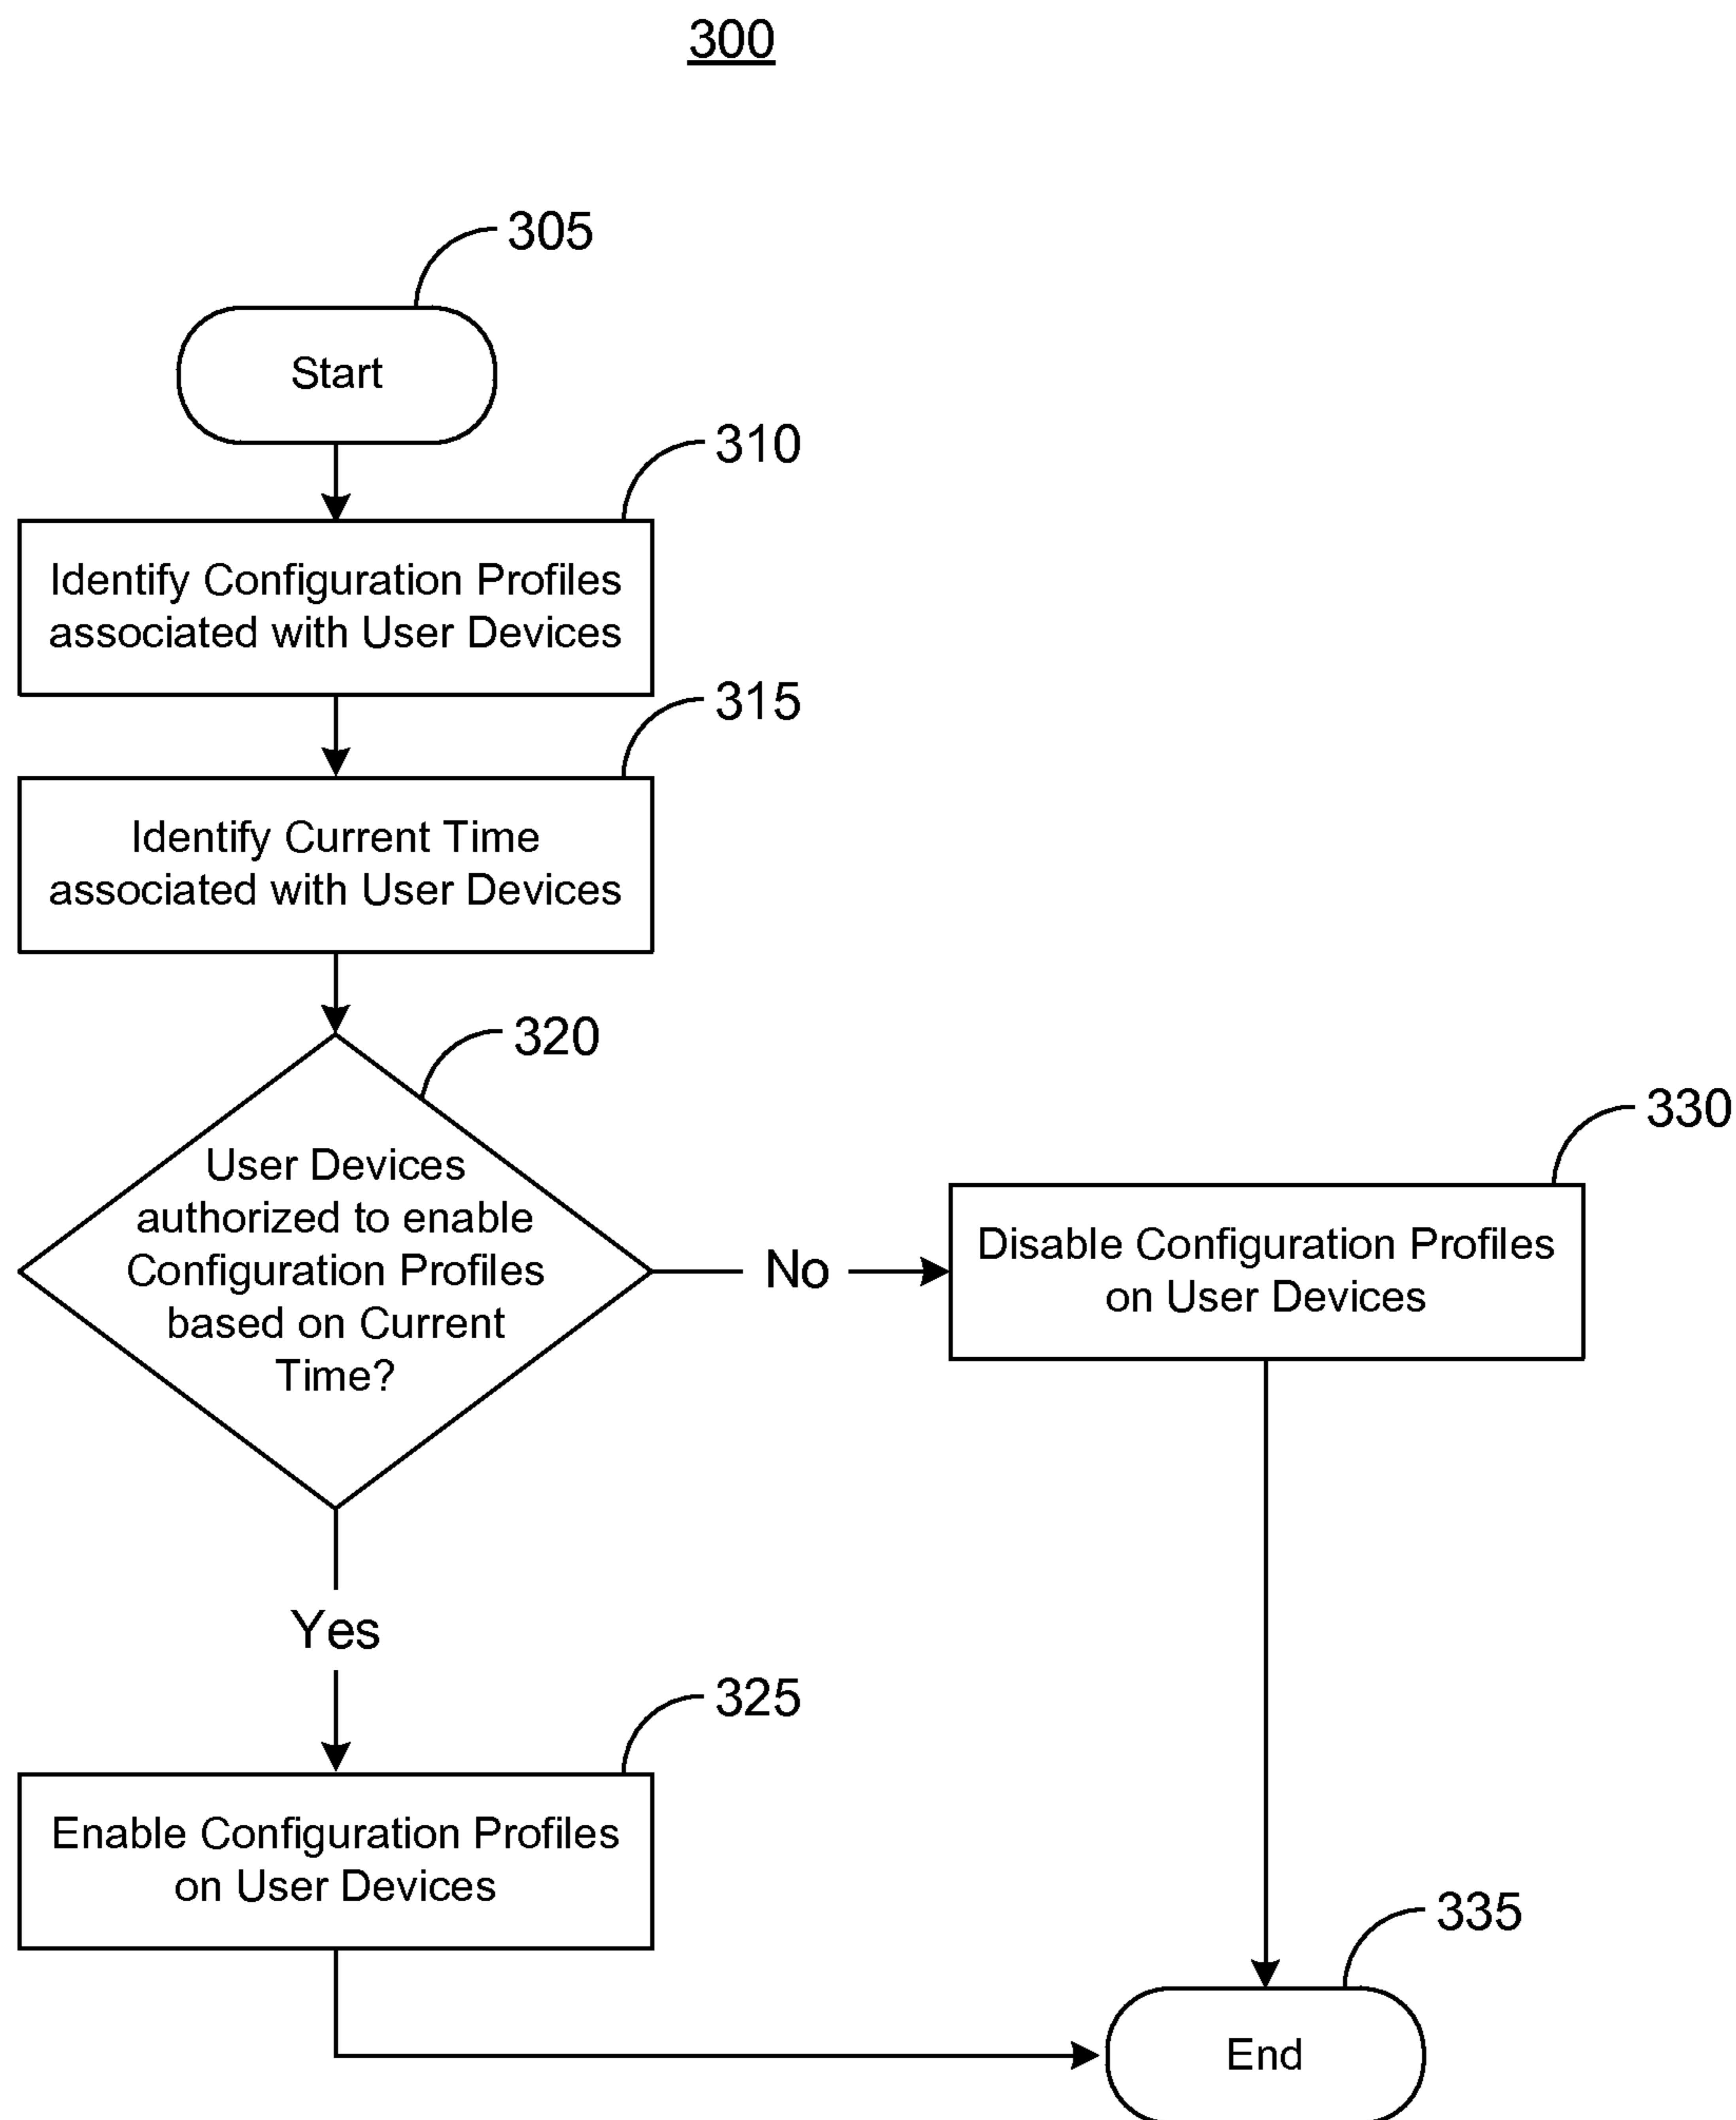 300
305
Start
310
Identify Configuration Profiles
associated with User Devices
315
Identify Current Time
associated with User Devices
320
User Devices
authorized to enable
Configuration Profiles
based on Current
Time?
No
330
Disable Configuration Profiles
on User Devices
Yes
325
Enable Configuration Profiles
on User Devices
335
End